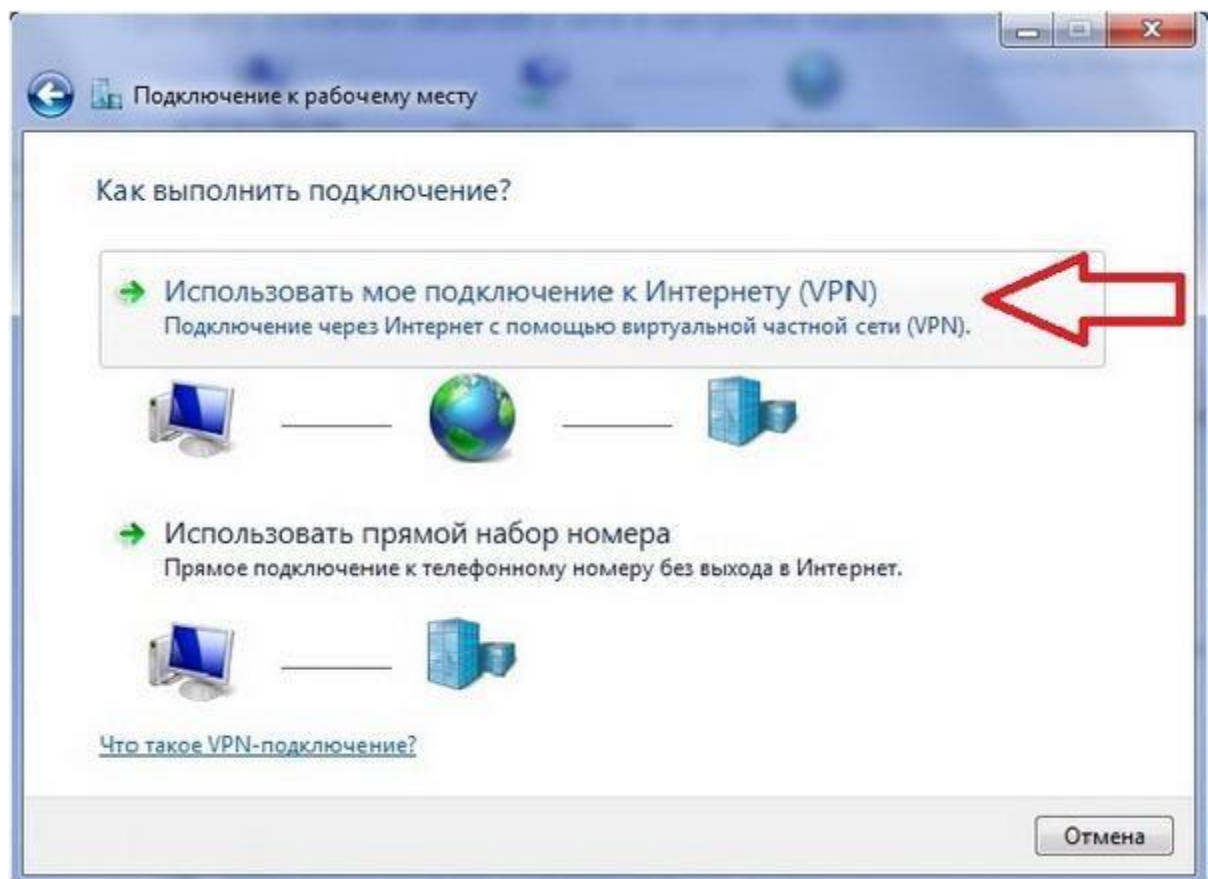 Подключение к рабочему месту
Как выполнить подключение?
Использовать мое подключение к Интернету (VPN)
Подключение через Интернет с помощью виртуальной частной сети (VPN).
Использовать прямой набор номера
Прямое подключение к телефонному номеру без выхода в Интернет.
Что такое VPN-подключение?
Отмена